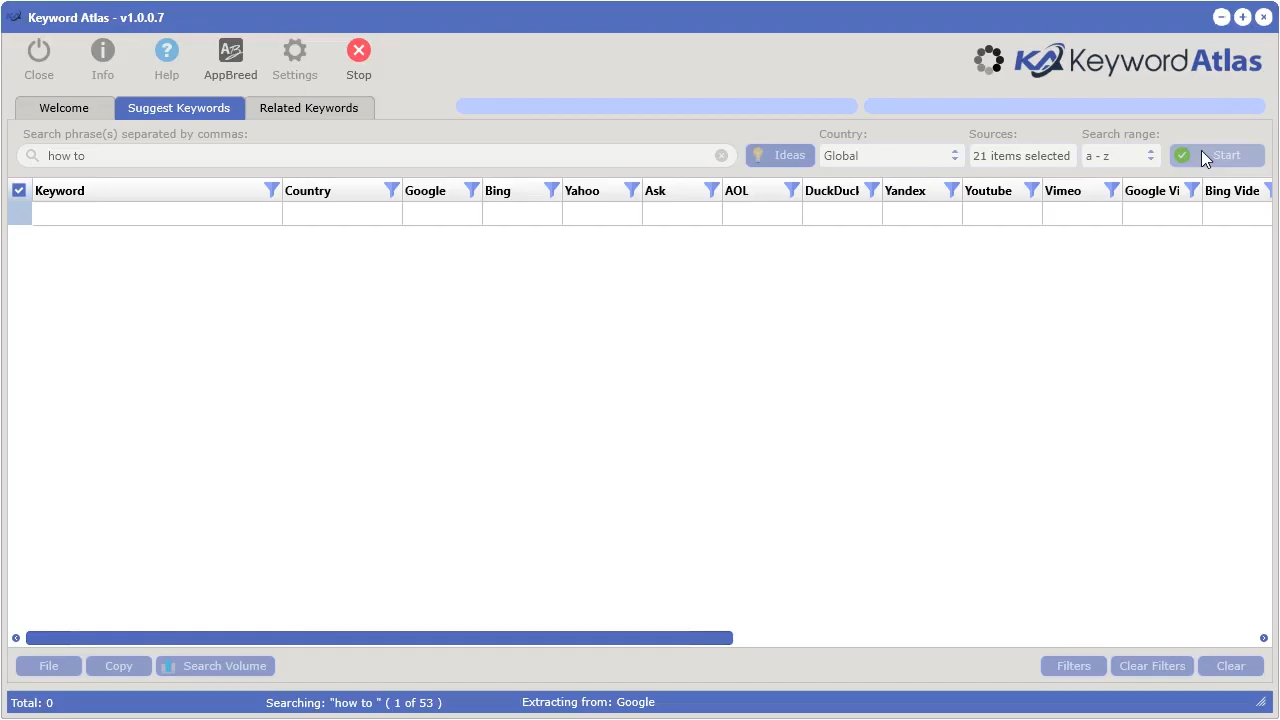 Keyword Atlas - v1.0.0.7
Close Info Help AppBreed Settings Stop
KA KeywordAtlas
Welcome Suggest Keywords Related Keywords
Search phrase(s) separated by commas: Country: Sources: Search range:
how to Ideas Global 21 items selected a - z Start
Keyword Country Google Bing Yahoo Ask AOL DuckDuck Yandex Youtube Vimeo Google Vi Bing Vide
File Copy Search Volume Filters Clear Filters Clear
Total: 0 Searching: "how to " ( 1 of 53 ) Extracting from: Google